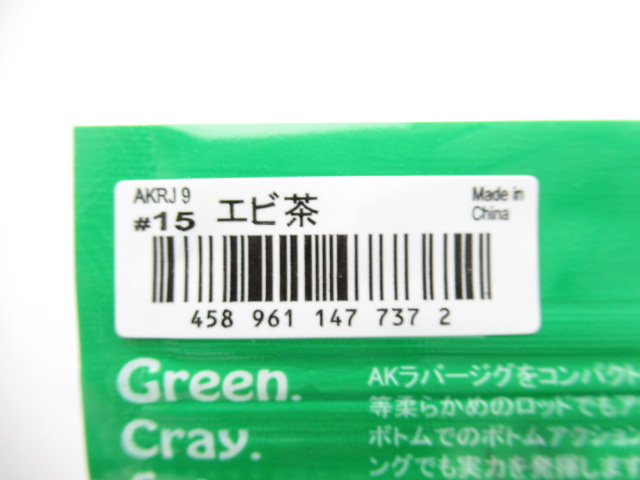 AKRJ 9
#15 エビ茶
Made in
China
458 961 147 737 2
Green.
Cray.
AKラバージグをコンパクト
等柔らかめのロッドでもア
ボトムでのボトムアクション
ングでも実力を発揮します